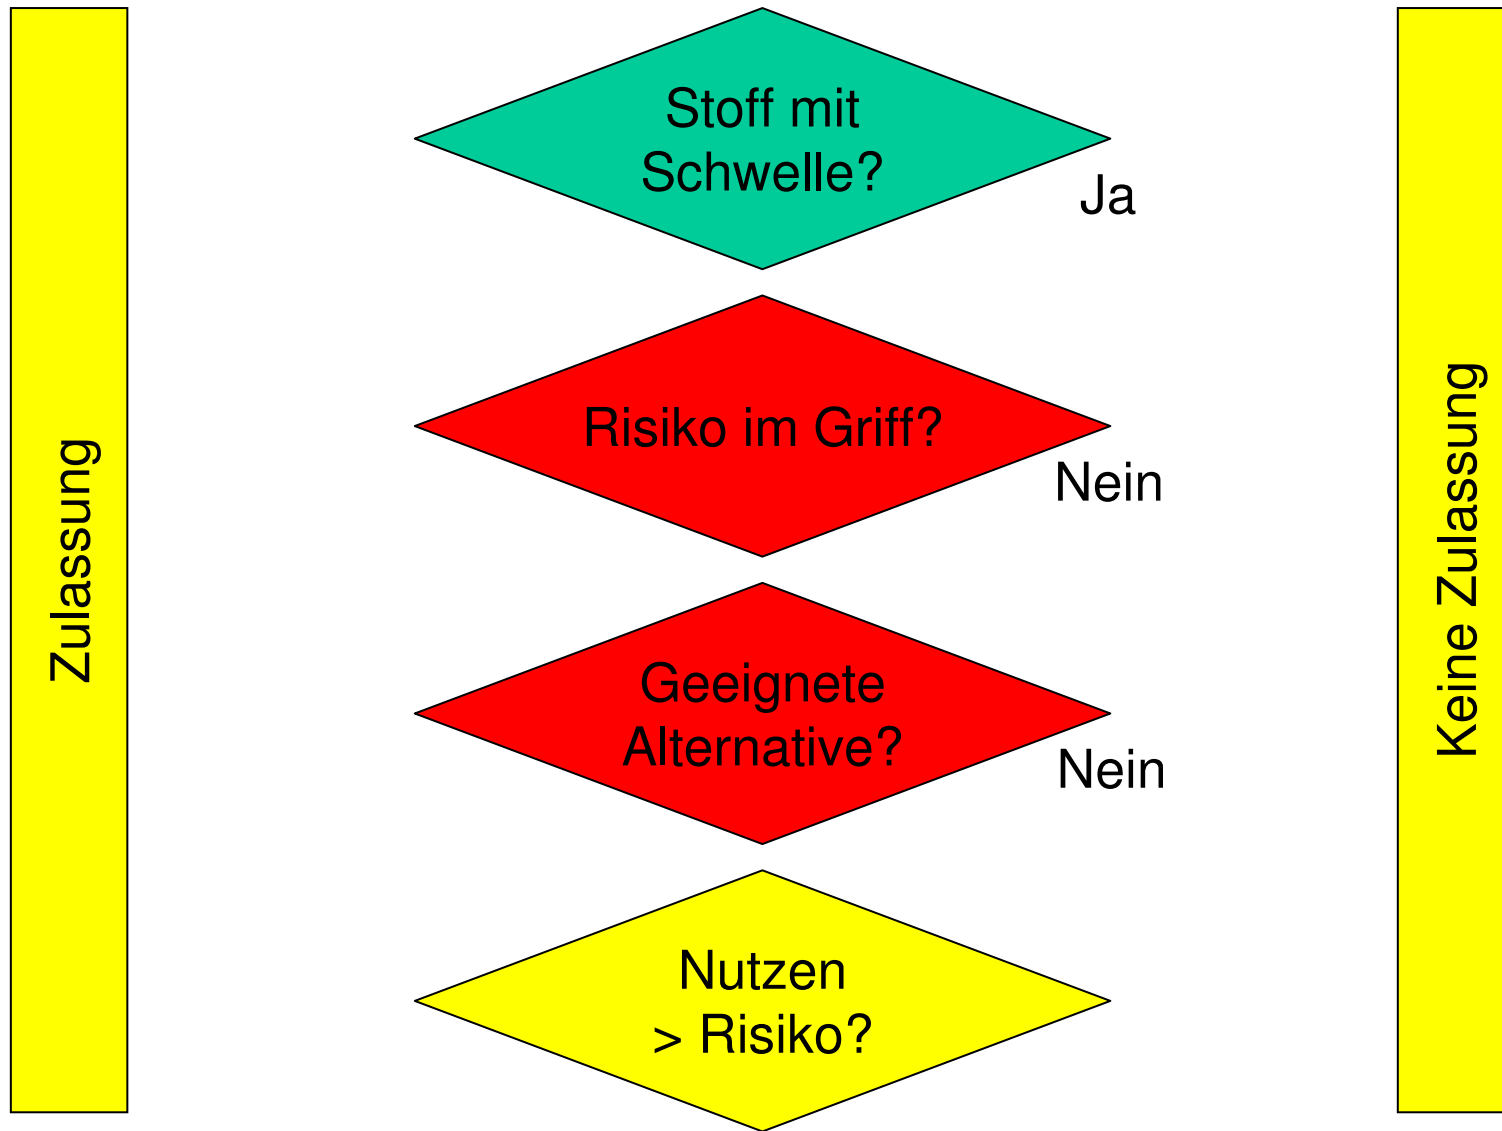 Zulassung
Stoff mit
Schwelle?
Ja
Risiko im Griff?
Nein
Geeignete
Alternative?
Nein
Nutzen
> Risiko?
Keine Zulassung